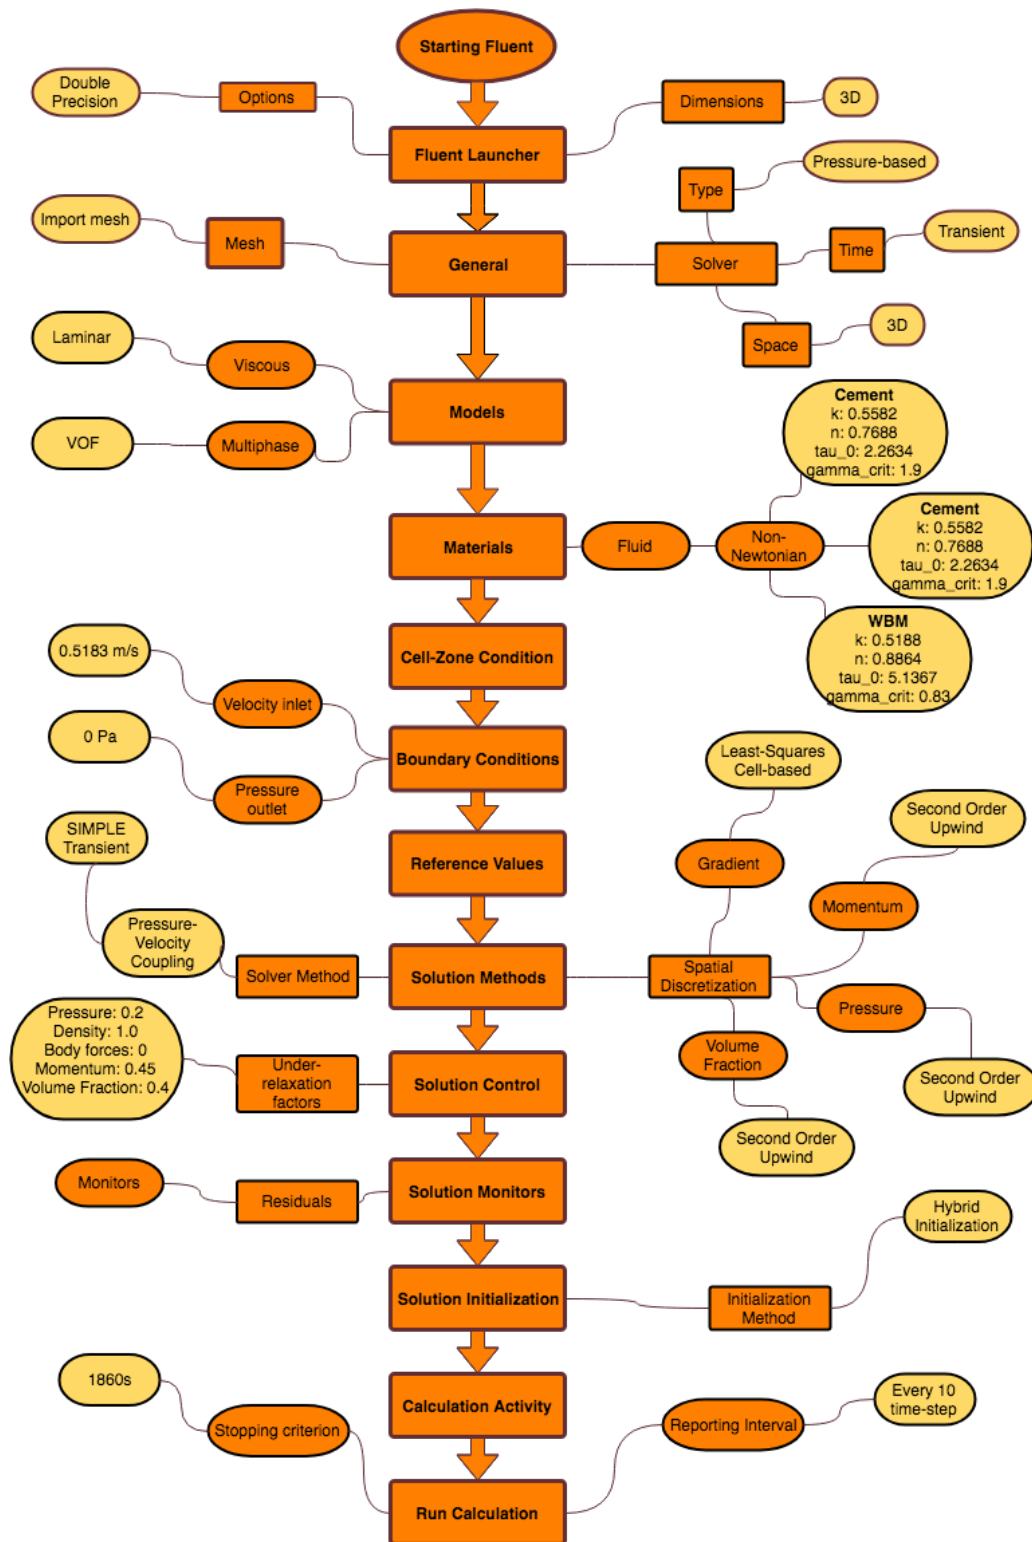 Starting Fluent
Double
Precision
Options
Dimensions
3D
Fluent Launcher
Pressure-based
Type
Import mesh
Mesh
General
Solver
Time
Transient
Space
3D
Laminar
Viscous
Models
VOF
Multiphase
Cement
k: 0.5582
n: 0.7688
tau_0: 2.2634
gamma_crit: 1.9
Materials
Fluid
Non-
Newtonian
Cement
k: 0.5582
n: 0.7688
tau_0: 2.2634
gamma_crit: 1.9
WBM
k: 0.5188
n: 0.8864
tau_0: 5.1367
gamma_crit: 0.83
Cell-Zone Condition
0.5183 m/s
Velocity inlet
0 Pa
Pressure
outlet
Boundary Conditions
Least-Squares
Cell-based
SIMPLE
Transient
Reference Values
Gradient
Second Order
Upwind
Momentum
Pressure-
Velocity
Coupling
Solver Method
Solution Methods
Spatial
Discretization
Pressure
Pressure: 0.2
Density: 1.0
Body forces: 0
Momentum: 0.45
Volume Fraction: 0.4
Under-
relaxation
factors
Solution Control
Volume
Fraction
Second Order
Upwind
Second Order
Upwind
Monitors
Residuals
Solution Monitors
Hybrid
Initialization
Solution Initialization
Initialization
Method
1860s
Stopping criterion
Calculation Activity
Reporting Interval
Every 10
time-step
Run Calculation